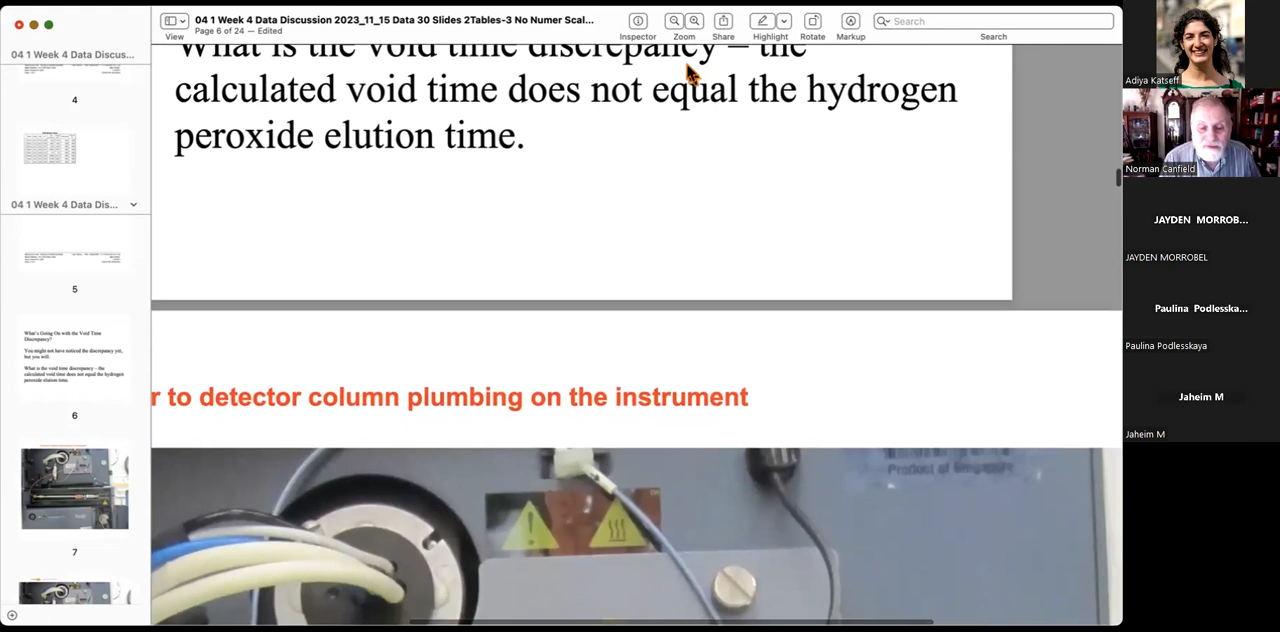 04 1 Week 4 Data Discussion 2023_11_15 Data 30 Slides 2Tables-3 No Numer Scal...
Page 6 of 24 — Edited
View
Inspector
Zoom
Share
Highlight
Rotate
Markup
Search
Search
04 1 Week 4 Data Discuss...
4
04 1 Week 4 Data Dis...
5
What's Going On with the Void Time
Discrepancy?
You might not have noticed the discrepancy yet,
but you will.
What is the void time discrepancy – the
calculated void time does not equal the hydrogen
peroxide elution time.
6
7
What is the void time discrepancy – the
calculated void time does not equal the hydrogen
peroxide elution time.
r to detector column plumbing on the instrument
Product of Singapore
Adiya Katseff
Norman Canfield
JAYDEN MORROB...
JAYDEN MORROBEL
Paulina Podlesska...
Paulina Podlesskaya
Jaheim M
Jaheim M